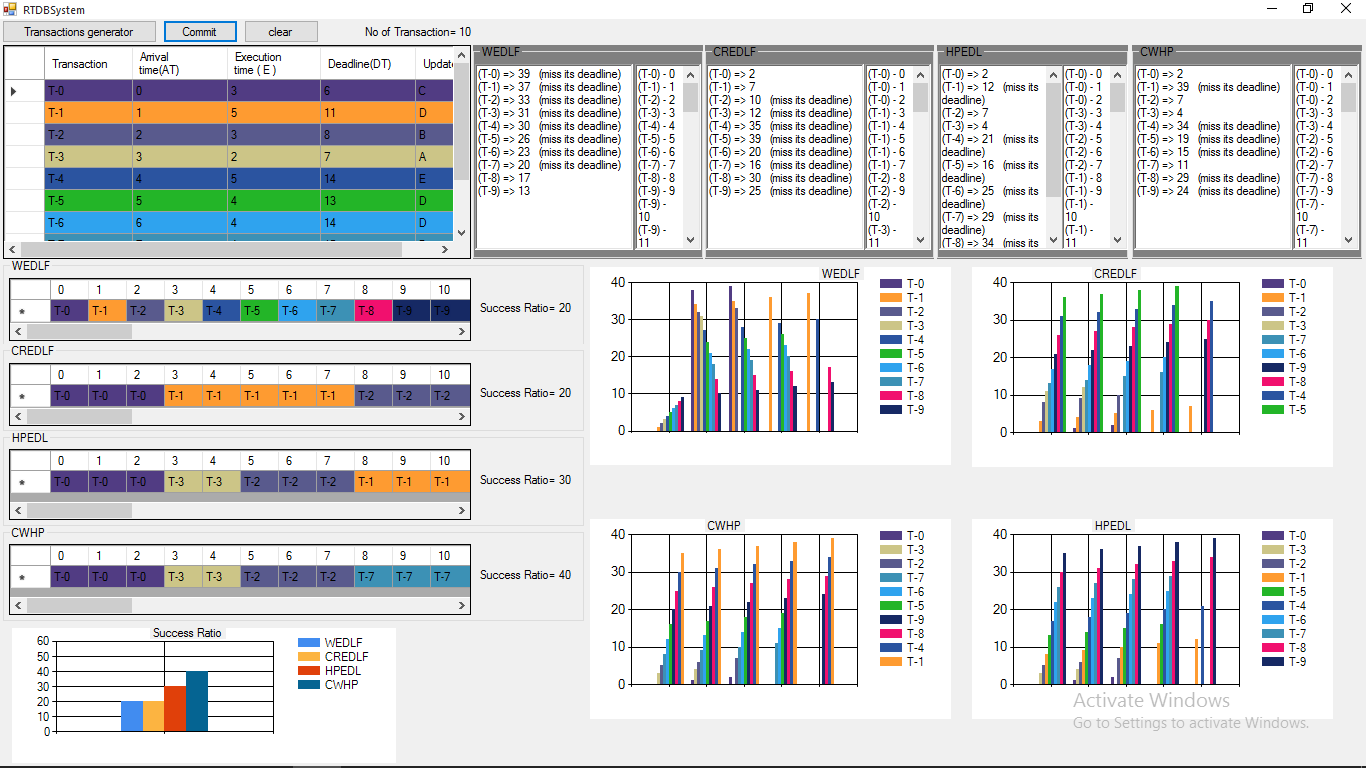 RTDBSystem
Transactions generator
Commit
clear
No of Transaction= 10
Transaction
Arrival time(AT)
Execution time ( E )
Deadline(DT)
Update
T-0 0 3 6 C
T-1 1 5 11 D
T-2 2 3 8 B
T-3 3 2 7 A
T-4 4 5 14 E
T-5 5 4 13 D
T-6 6 4 14 D
WEDLF
(T-0) => 39 (miss its deadline)
(T-1) => 37 (miss its deadline)
(T-2) => 33 (miss its deadline)
(T-3) => 31 (miss its deadline)
(T-4) => 30 (miss its deadline)
(T-5) => 26 (miss its deadline)
(T-6) => 23 (miss its deadline)
(T-7) => 20 (miss its deadline)
(T-8) => 17
(T-9) => 13
(T-0) - 0
(T-1) - 1
(T-2) - 2
(T-3) - 3
(T-4) - 4
(T-5) - 5
(T-6) - 6
(T-7) - 7
(T-8) - 8
(T-9) - 9
(T-9) -
10
(T-9) -
11
CREDLF
(T-0) => 2
(T-1) => 7
(T-2) => 10 (miss its deadline)
(T-3) => 12 (miss its deadline)
(T-4) => 35 (miss its deadline)
(T-5) => 39 (miss its deadline)
(T-6) => 20 (miss its deadline)
(T-7) => 16 (miss its deadline)
(T-8) => 30 (miss its deadline)
(T-9) => 25 (miss its deadline)
(T-0) - 0
(T-0) - 1
(T-0) - 2
(T-1) - 3
(T-1) - 4
(T-1) - 5
(T-1) - 6
(T-1) - 7
(T-2) - 8
(T-2) - 9
(T-2) -
10
(T-3) -
11
HPEDL
(T-0) => 2
(T-1) => 12 (miss its
deadline)
(T-2) => 7
(T-3) => 4
(T-4) => 21 (miss its
deadline)
(T-5) => 16 (miss its
deadline)
(T-6) => 25 (miss its
deadline)
(T-7) => 29 (miss its
deadline)
(T-8) => 34 (miss its
(T-0) - 0
(T-0) - 1
(T-0) - 2
(T-3) - 3
(T-3) - 4
(T-2) - 5
(T-2) - 6
(T-2) - 7
(T-1) - 8
(T-1) - 9
(T-1) -
10
(T-1) -
11
CWHP
(T-0) => 2
(T-1) => 39 (miss its deadline)
(T-2) => 7
(T-3) => 4
(T-4) => 34 (miss its deadline)
(T-5) => 19 (miss its deadline)
(T-6) => 15 (miss its deadline)
(T-7) => 11
(T-8) => 29 (miss its deadline)
(T-9) => 24 (miss its deadline)
(T-0) - 0
(T-0) - 1
(T-0) - 2
(T-3) - 3
(T-3) - 4
(T-2) - 5
(T-2) - 6
(T-2) - 7
(T-7) - 8
(T-7) - 9
(T-7) -
10
(T-7) -
11
WEDLF
0 1 2 3 4 5 6 7 8 9 10
* T-0 T-1 T-2 T-3 T-4 T-5 T-6 T-7 T-8 T-9 T-9
Success Ratio= 20
CREDLF
0 1 2 3 4 5 6 7 8 9 10
* T-0 T-0 T-0 T-1 T-1 T-1 T-1 T-1 T-2 T-2 T-2
Success Ratio= 20
HPEDL
0 1 2 3 4 5 6 7 8 9 10
* T-0 T-0 T-0 T-3 T-3 T-2 T-2 T-2 T-1 T-1 T-1
Success Ratio= 30
CWHP
0 1 2 3 4 5 6 7 8 9 10
* T-0 T-0 T-0 T-3 T-3 T-2 T-2 T-2 T-7 T-7 T-7
Success Ratio= 40
Success Ratio
60
50
40
30
20
10
0
WEDLF
CREDLF
HPEDL
CWHP
WEDLF
40
30
20
10
0
T-0
T-1
T-2
T-3
T-4
T-5
T-6
T-7
T-8
T-9
CREDLF
40
30
20
10
0
T-0
T-1
T-2
T-3
T-7
T-6
T-9
T-8
T-4
T-5
CWHP
40
30
20
10
0
T-0
T-3
T-2
T-7
T-6
T-5
T-9
T-8
T-4
T-1
HPEDL
40
30
20
10
0
T-0
T-3
T-2
T-1
T-5
T-4
T-6
T-7
T-8
T-9
Activate Windows
Go to Settings to activate Windows.